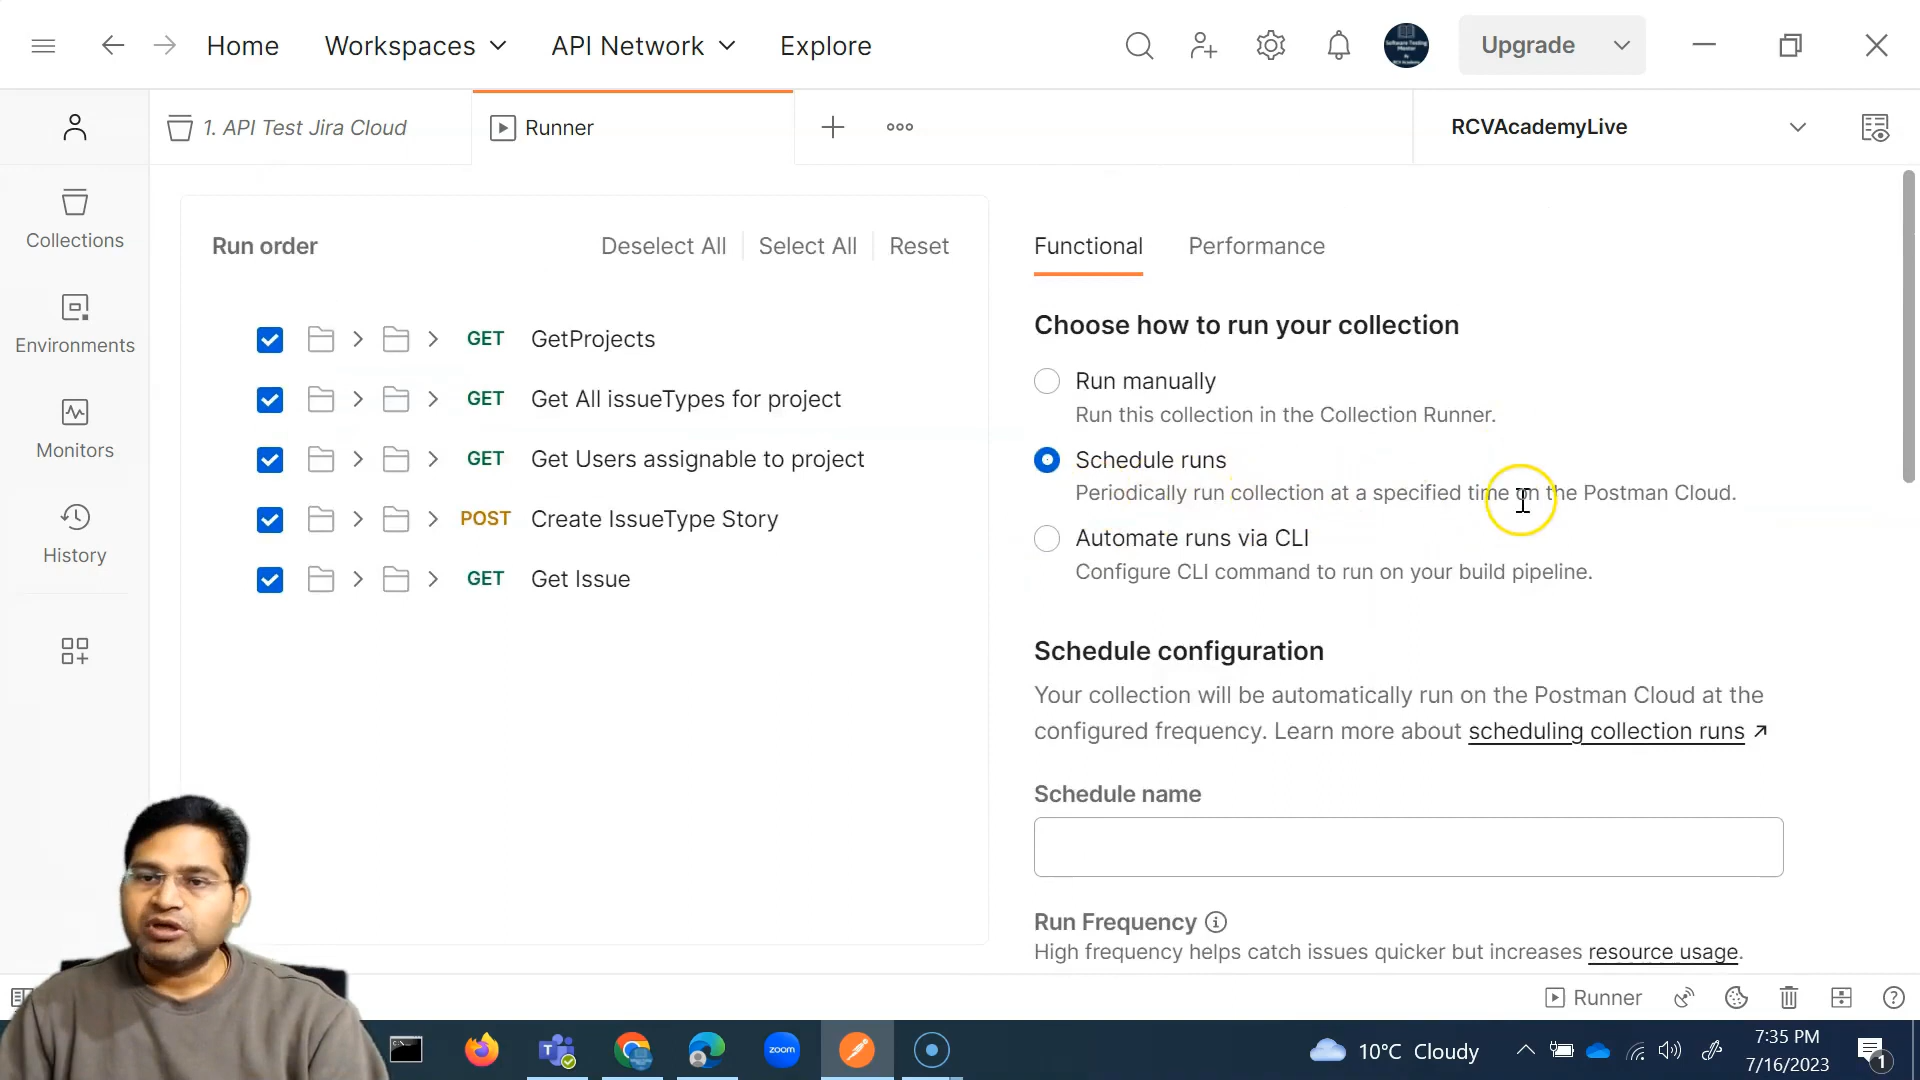 Home
Workspaces
API Network
Explore
Upgrade
1. API Test Jira Cloud
Runner
RCVAcademyLive
Collections
Environments
Monitors
History
Run order
Deselect All
Select All
Reset
GET GetProjects
GET Get All issueTypes for project
GET Get Users assignable to project
POST Create IssueType Story
GET Get Issue
Functional
Performance
Choose how to run your collection
Run manually
Run this collection in the Collection Runner.
Schedule runs
Periodically run collection at a specified time on the Postman Cloud.
Automate runs via CLI
Configure CLI command to run on your build pipeline.
Schedule configuration
Your collection will be automatically run on the Postman Cloud at the
configured frequency. Learn more about scheduling collection runs
Schedule name
Run Frequency
High frequency helps catch issues quicker but increases resource usage.
Runner
zoom
10°C Cloudy
7:35 PM
7/16/2023
1